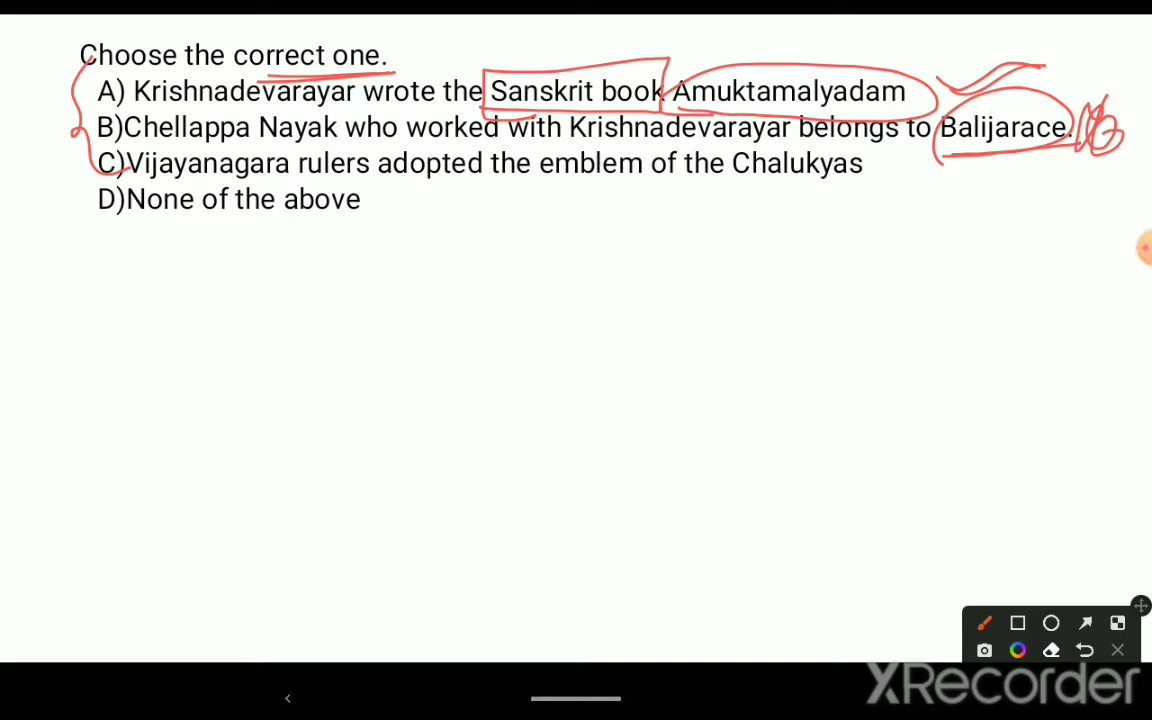 Choose the correct one.
A) Krishnadevarayar wrote the Sanskrit book Amuktamalyadam
B)Chellappa Nayak who worked with Krishnadevarayar belongs to Balijarace.
C)Vijayanagara rulers adopted the emblem of the Chalukyas
D)None of the above
XRecorder